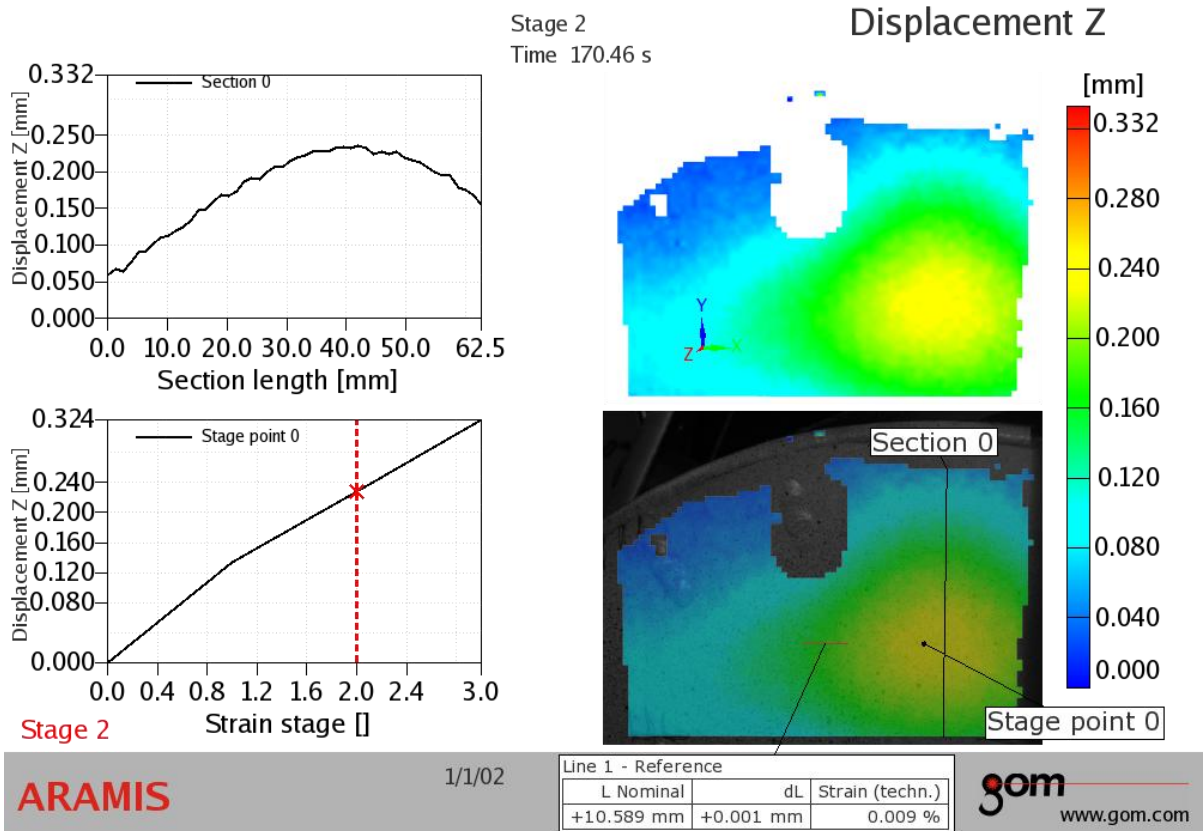 Stage 2
Time 170.46 s
Displacement Z
Section 0
Displacement Z [mm]
0.332
0.250
0.200
0.150
0.100
0.050
0.000
0.0 10.0 20.0 30.0 40.0 50.0 62.5
Section length [mm]
Y
Z X
[mm]
0.332
0.280
0.240
0.200
0.160
0.120
0.080
0.040
0.000
Stage point 0
Displacement Z [mm]
0.324
0.240
0.200
0.160
0.120
0.080
0.000
0.0 0.4 0.8 1.2 1.6 2.0 2.4 3.0
Strain stage []
Stage 2
Section 0
Stage point 0
ARAMIS
1/1/02
Line 1 - Reference
L Nominal dL Strain (techn.)
+10.589 mm +0.001 mm 0.009 %
gom
www.gom.com